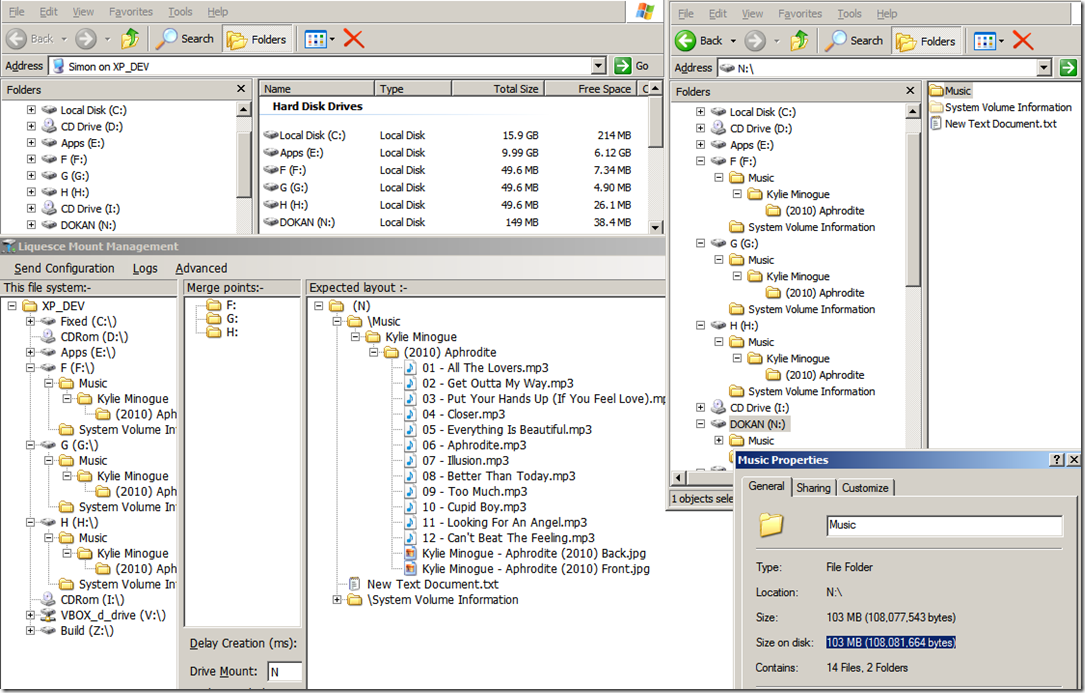 File Edit View Favorites Tools Help
Back Search Folders
Address Simon on XP_DEV Go
Folders
Local Disk (C:)
CD Drive (D:)
Apps (E:)
F (F:)
G (G:)
H (H:)
CD Drive (I:)
DOKAN (N:)
Name Type Total Size Free Space C
Hard Disk Drives
Local Disk (C:) Local Disk 15.9 GB 214 MB
Apps (E:) Local Disk 9.99 GB 6.12 GB
F (F:) Local Disk 49.6 MB 7.34 MB
G (G:) Local Disk 49.6 MB 4.90 MB
H (H:) Local Disk 49.6 MB 26.1 MB
DOKAN (N:) Local Disk 149 MB 38.4 MB
Liquesce Mount Management
Send Configuration Logs Advanced
This file system:-
XP_DEV
Fixed (C:\)
CDRom (D:\)
Apps (E:\)
F (F:\)
Music
Kylie Minogue
(2010) Aph
System Volume In
G (G:\)
Music
Kylie Minogue
(2010) Aph
System Volume In
H (H:\)
Music
Kylie Minogue
(2010) Aph
System Volume In
CDRom (I:\)
VBOX_d_drive (V:\)
Build (Z:\)
Merge points:-
F:
G:
H:
Delay Creation (ms):
Drive Mount: N
Expected layout :-
(N)
\Music
Kylie Minogue
(2010) Aphrodite
01 - All The Lovers.mp3
02 - Get Outta My Way.mp3
03 - Put Your Hands Up (If You Feel Love).mp
04 - Closer.mp3
05 - Everything Is Beautiful.mp3
06 - Aphrodite.mp3
07 - Illusion.mp3
08 - Better Than Today.mp3
09 - Too Much.mp3
10 - Cupid Boy.mp3
11 - Looking For An Angel.mp3
12 - Can't Beat The Feeling.mp3
Kylie Minogue - Aphrodite (2010) Back.jpg
Kylie Minogue - Aphrodite (2010) Front.jpg
New Text Document.txt
\System Volume Information
File Edit View Favorites Tools Help
Back Search Folders
Address N:\
Folders
Local Disk (C:)
CD Drive (D:)
Apps (E:)
F (F:)
Music
Kylie Minogue
(2010) Aphrodite
System Volume Information
G (G:)
Music
Kylie Minogue
(2010) Aphrodite
System Volume Information
H (H:)
Music
Kylie Minogue
(2010) Aphrodite
System Volume Information
CD Drive (I:)
DOKAN (N:)
Music
1 objects sele
Music
System Volume Information
New Text Document.txt
Music Properties
General Sharing Customize
Music
Type: File Folder
Location: N:\
Size: 103 MB (108,077,543 bytes)
Size on disk: 103 MB (108,081,664 bytes)
Contains: 14 Files, 2 Folders